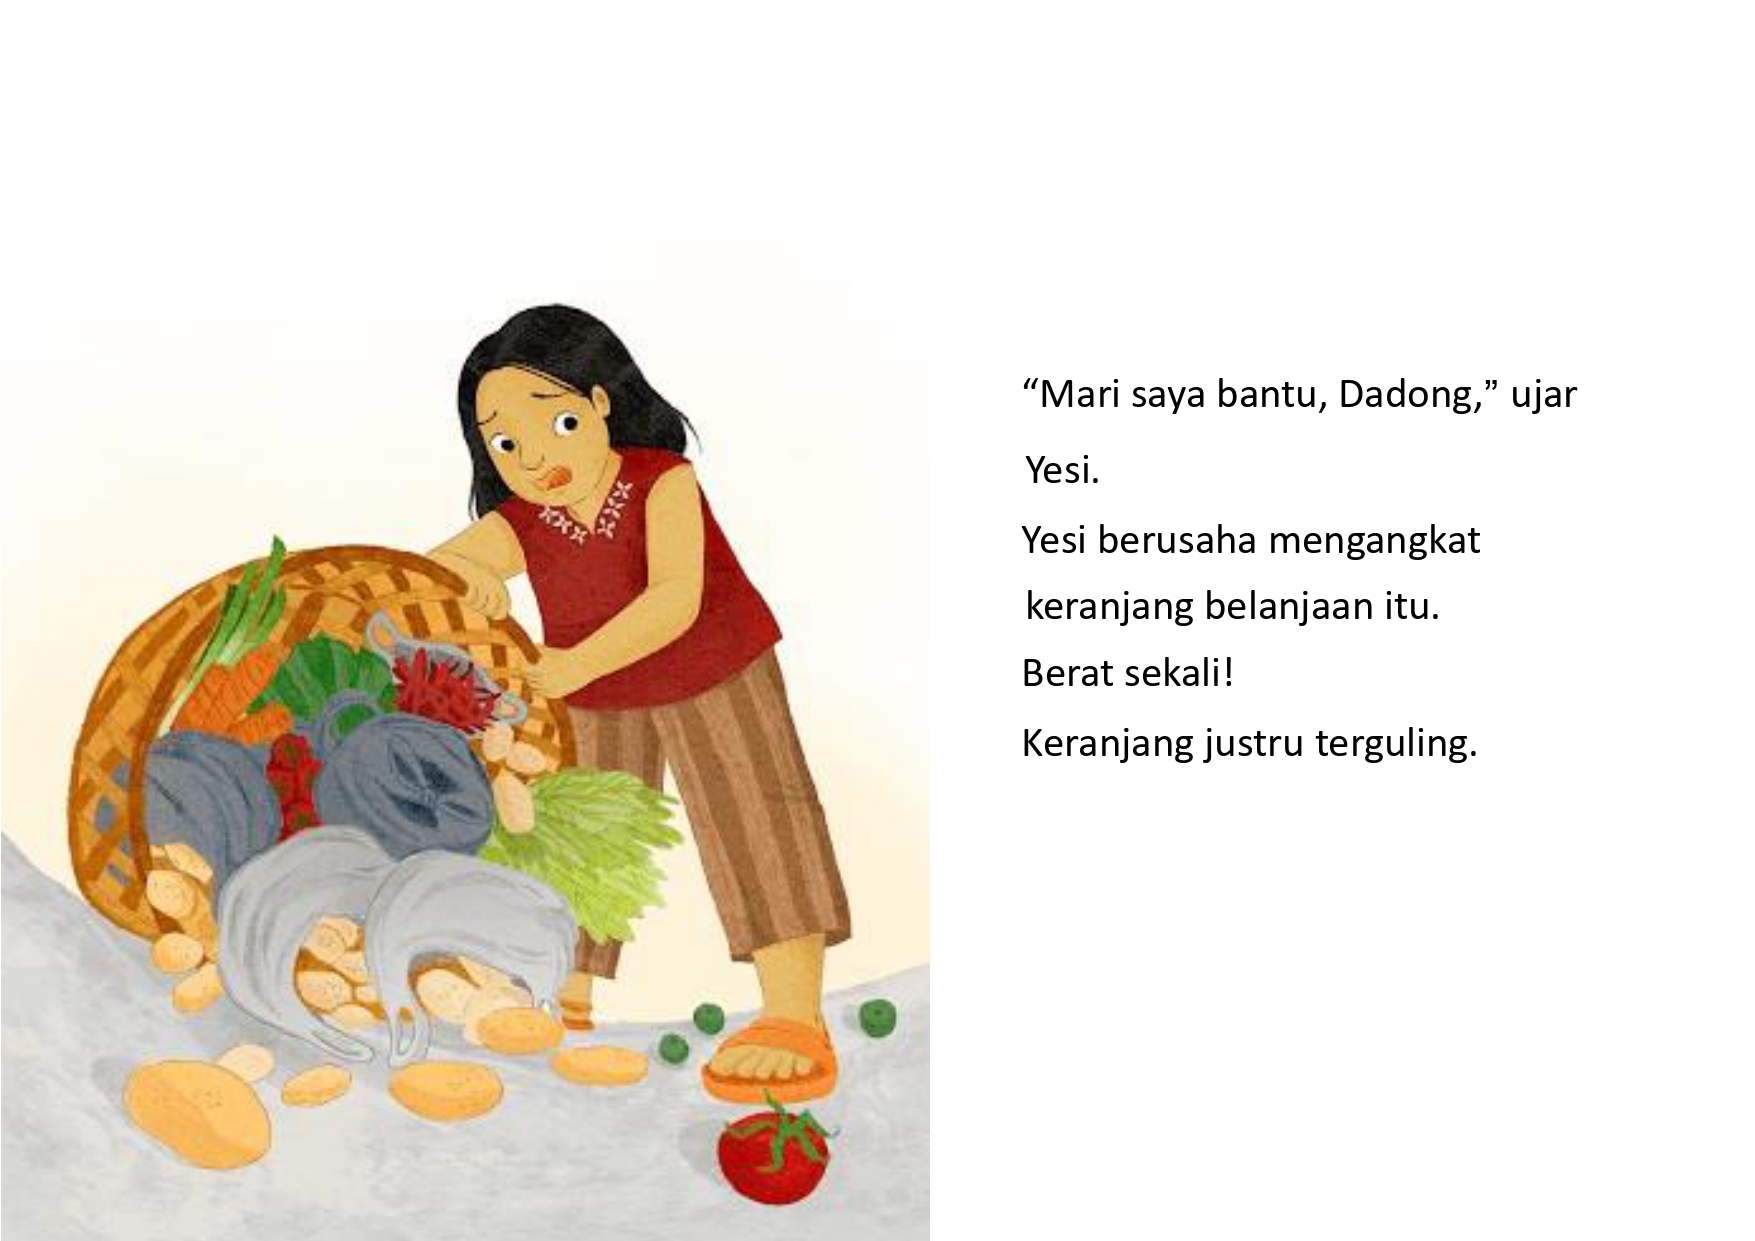 “Mari saya bantu, Dadong,” ujar
Yesi.
Yesi berusaha mengangkat
keranjang belanjaan itu.
Berat sekali!
Keranjang justru terguling.